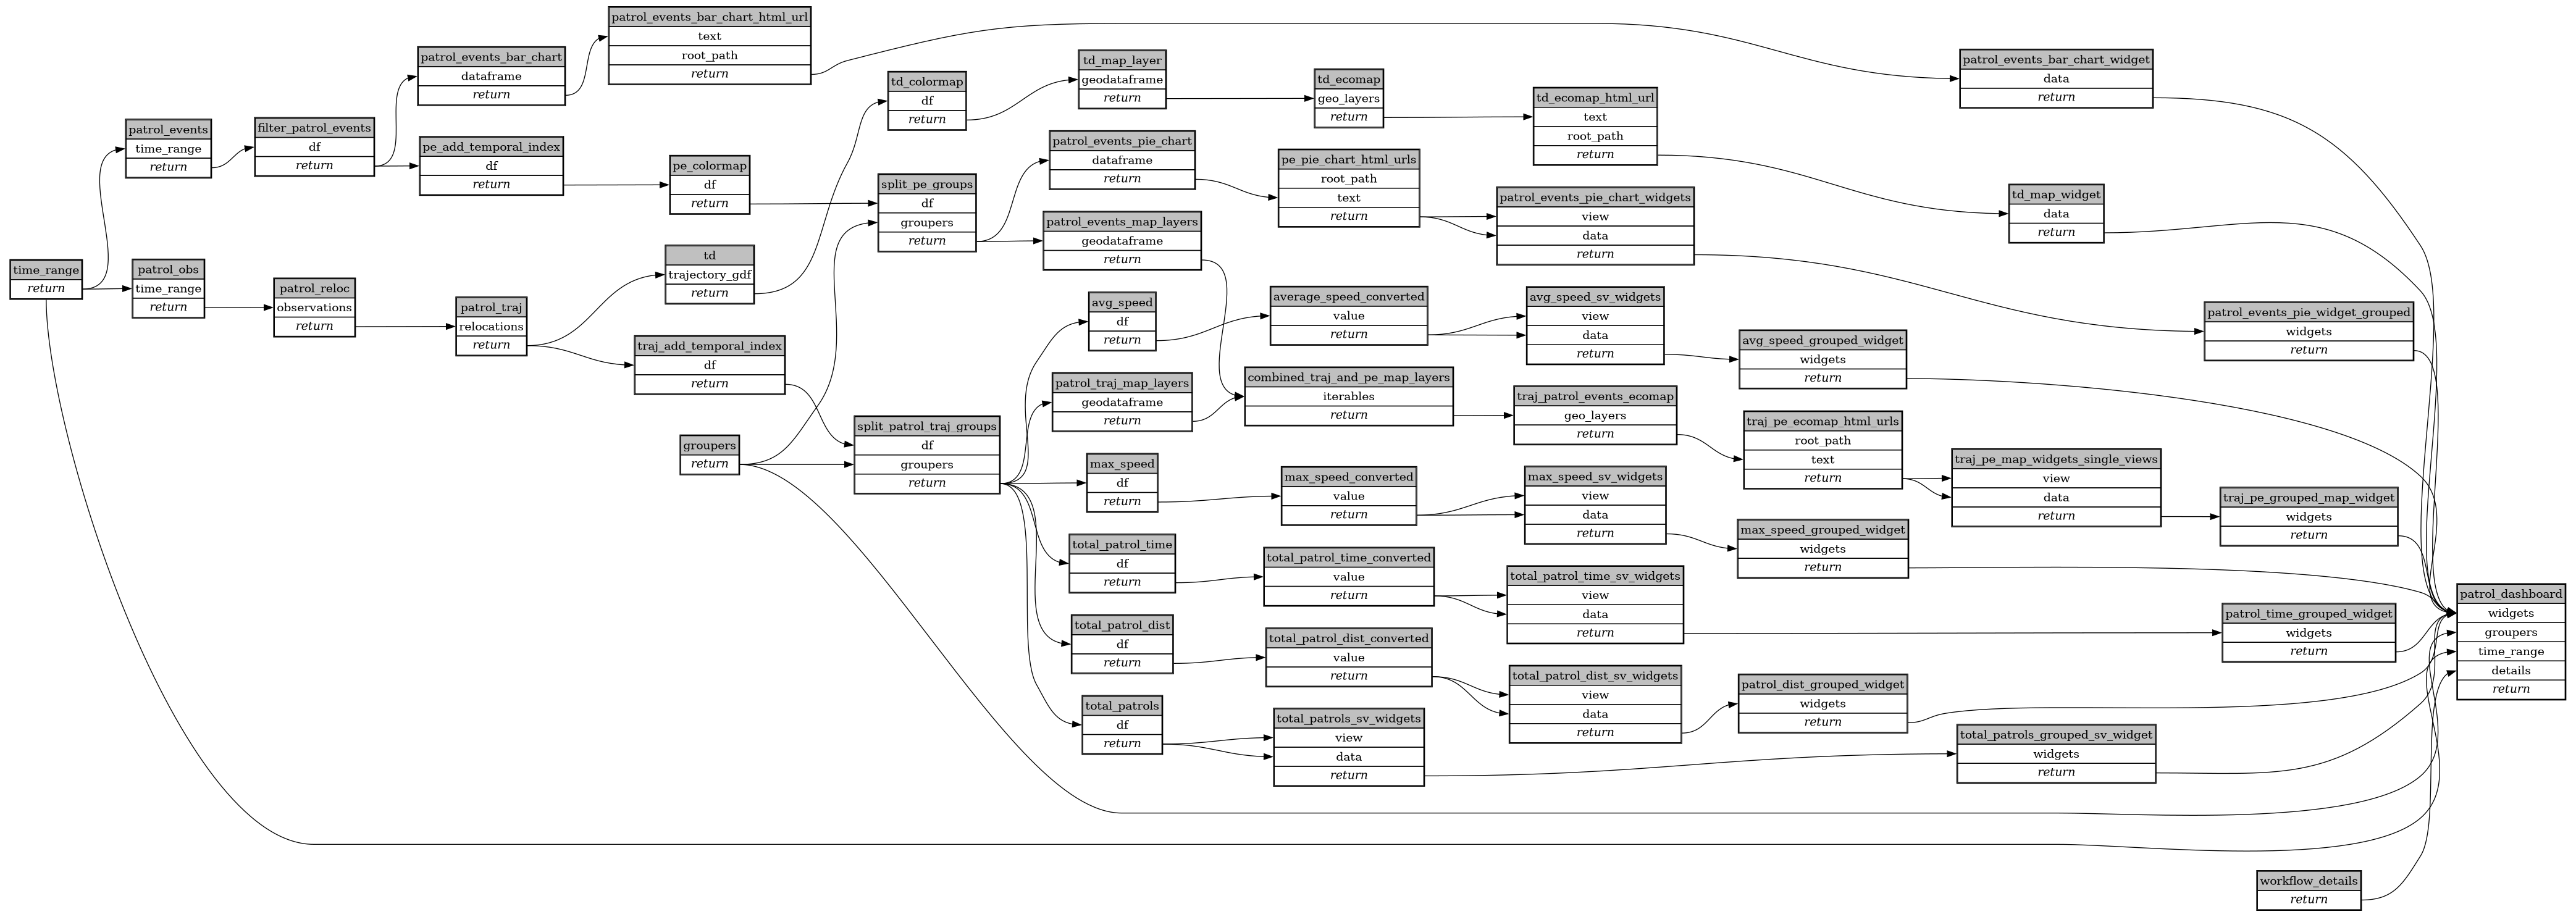 time_range
return
patrol_events
time_range
return
patrol_obs
time_range
return
filter_patrol_events
df
return
patrol_reloc
observations
return
patrol_events_bar_chart
dataframe
return
pe_add_temporal_index
df
return
patrol_traj
relocations
return
patrol_events_bar_chart_html_url
text
root_path
return
pe_colormap
df
return
td
trajectory_gdf
return
traj_add_temporal_index
df
return
groupers
return
td_colormap
df
return
split_pe_groups
df
groupers
return
split_patrol_traj_groups
df
groupers
return
td_map_layer
geodataframe
return
patrol_events_pie_chart
dataframe
return
patrol_events_map_layers
geodataframe
return
avg_speed
df
return
patrol_traj_map_layers
geodataframe
return
max_speed
df
return
total_patrol_time
df
return
total_patrol_dist
df
return
total_patrols
df
return
td_ecomap
geo_layers
return
pe_pie_chart_html_urls
root_path
text
return
average_speed_converted
value
return
combined_traj_and_pe_map_layers
iterables
return
max_speed_converted
value
return
total_patrol_time_converted
value
return
total_patrol_dist_converted
value
return
total_patrols_sv_widgets
view
data
return
td_ecomap_html_url
text
root_path
return
patrol_events_pie_chart_widgets
view
data
return
avg_speed_sv_widgets
view
data
return
traj_patrol_events_ecomap
geo_layers
return
max_speed_sv_widgets
view
data
return
total_patrol_time_sv_widgets
view
data
return
total_patrol_dist_sv_widgets
view
data
return
avg_speed_grouped_widget
widgets
return
traj_pe_ecomap_html_urls
root_path
text
return
max_speed_grouped_widget
widgets
return
patrol_dist_grouped_widget
widgets
return
patrol_events_bar_chart_widget
data
return
td_map_widget
data
return
traj_pe_map_widgets_single_views
view
data
return
total_patrols_grouped_sv_widget
widgets
return
patrol_events_pie_widget_grouped
widgets
return
traj_pe_grouped_map_widget
widgets
return
patrol_time_grouped_widget
widgets
return
workflow_details
return
patrol_dashboard
widgets
groupers
time_range
details
return